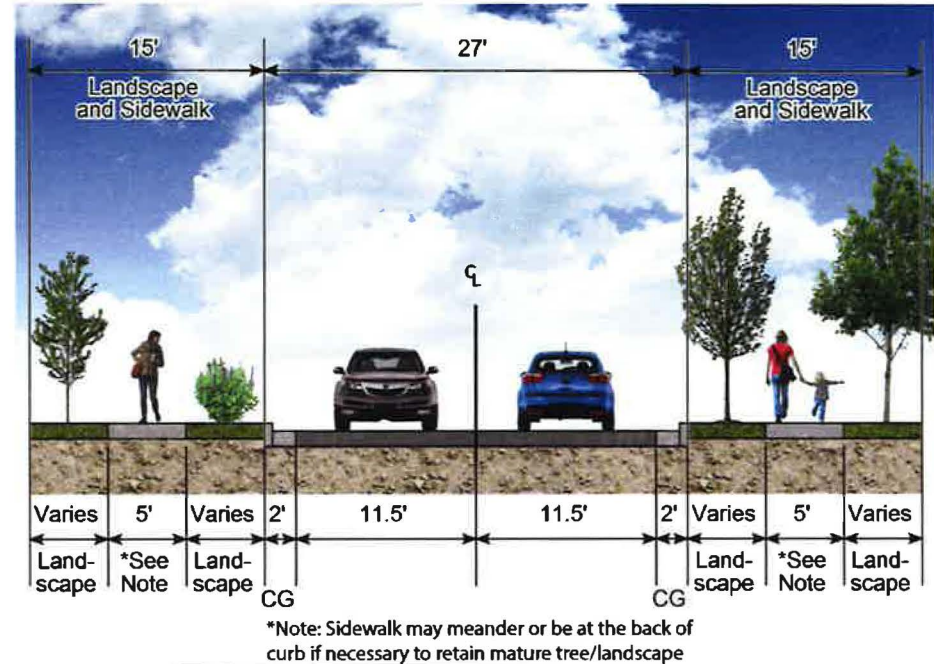 15' 27' 15'
Landscape
and Sidewalk
Landscape
and Sidewalk
℄
Varies 5' Varies 2' 11.5' 11.5' 2' Varies 5' Varies
Land-
scape
*See
Note
Land-
scape
CG
CG
Land-
scape
*See
Note
Land-
scape
*Note: Sidewalk may meander or be at the back of
curb if necessary to retain mature tree/landscape